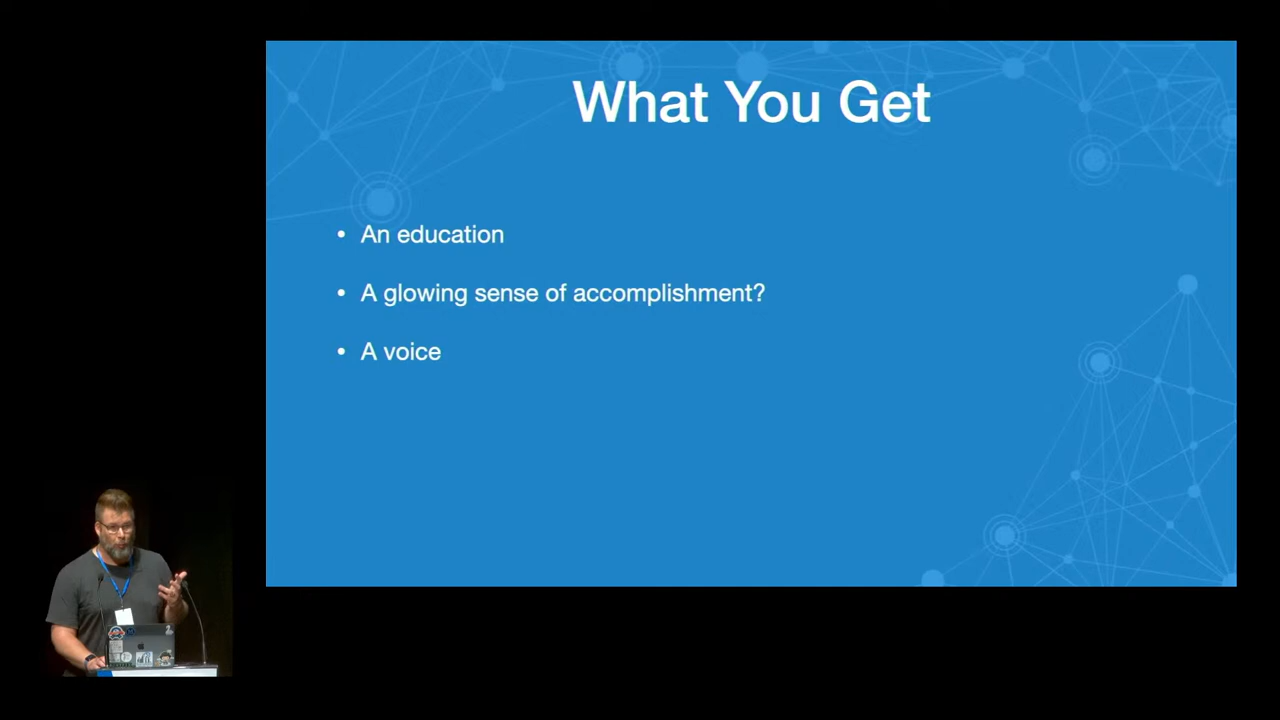 What You Get
• An education
• A glowing sense of accomplishment?
• A voice